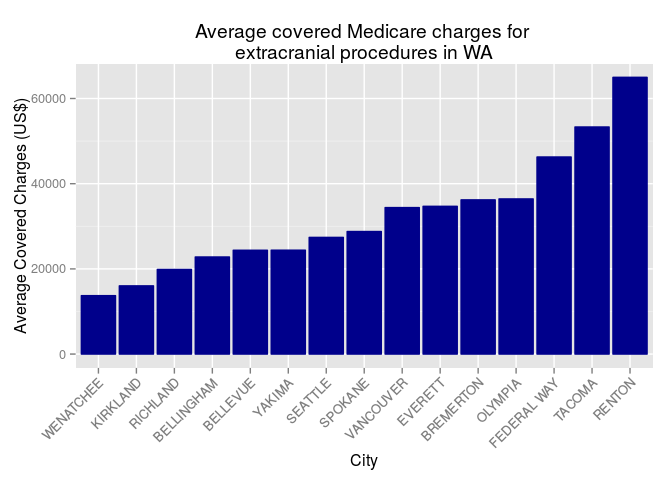 Average covered Medicare charges for
extracranial procedures in WA
Average Covered Charges (US$)
60000
40000
20000
0
WENATCHEE
KIRKLAND
RICHLAND
BELLINGHAM
BELLEVUE
YAKIMA
SEATTLE
SPOKANE
VANCOUVER
EVERETT
BREMERTON
OLYMPIA
FEDERAL WAY
TACOMA
RENTON
City